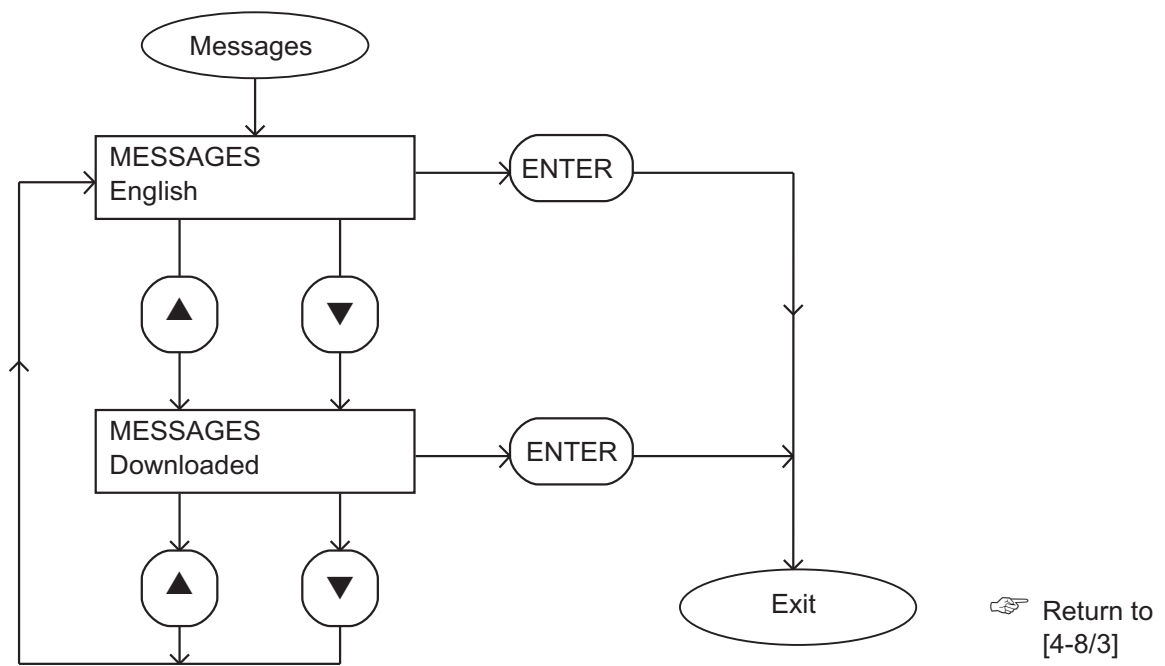 Messages
MESSAGES
English
ENTER
▲
▼
MESSAGES
Downloaded
ENTER
▲
▼
Exit
☞ Return to
[4-8/3]